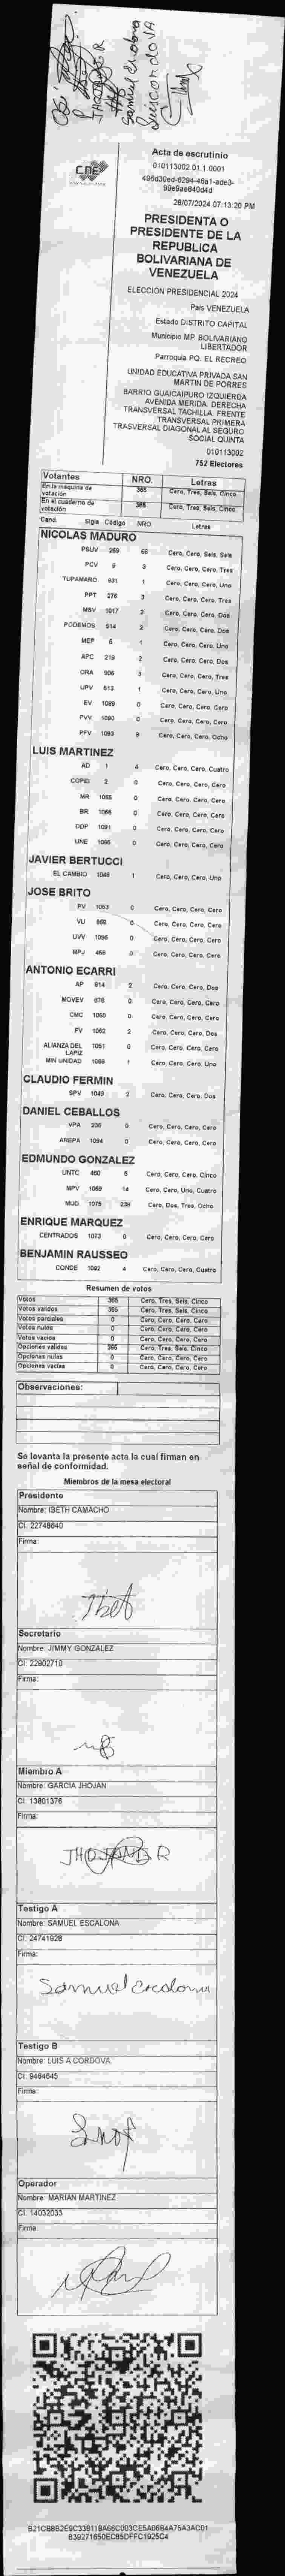 JHOJANG R
Samuel Escalona
Luis Cordova
CNE
Acta de escrutinio
010113002.01.1.0001
28/07/2024 07:13:20 PM
PRESIDENTA O
PRESIDENTE DE LA
REPUBLICA
BOLIVARIANA DE
VENEZUELA
ELECCIÓN PRESIDENCIAL 2024
País VENEZUELA
Estado DISTRITO CAPITAL
Municipio MP. BOLIVARIANO
LIBERTADOR
Parroquia PQ. EL RECREO
UNIDAD EDUCATIVA PRIVADA SAN
MARTIN DE PORRES
BARRIO GUAICAIPURO IZQUIERDA
AVENIDA MERIDA. DERECHA
TRANSVERSAL TACHILLA. FRENTE
TRANSVERSAL PRIMERA
TRASVERSAL DIAGONAL AL SEGURO
SOCIAL QUINTA
010113002
752 Electores
Votantes NRO. Letras
En la máquina de votación 365 Cero, Tres, Seis, Cinco
En el cuaderno de votación 365 Cero, Tres, Seis, Cinco
Cand. Sigla Código NRO. Letras
NICOLAS MADURO
PSUV 269 66 Cero, Cero, Seis, Seis
PCV 9 3 Cero, Cero, Cero, Tres
TUPAMARO 931 1 Cero, Cero, Cero, Uno
PPT 276 3 Cero, Cero, Cero, Tres
MSV 1017 2 Cero, Cero, Cero, Dos
PODEMOS 514 2 Cero, Cero, Cero, Dos
MEP 6 1 Cero, Cero, Cero, Uno
APC 219 2 Cero, Cero, Cero, Dos
ORA 906 3 Cero, Cero, Cero, Tres
UPV 613 1 Cero, Cero, Cero, Uno
EV 1089 0 Cero, Cero, Cero, Cero
PVV 1090 0 Cero, Cero, Cero, Cero
PFV 1093 8 Cero, Cero, Cero, Ocho
LUIS MARTINEZ
AD 1 4 Cero, Cero, Cero, Cuatro
COPEI 2 0 Cero, Cero, Cero, Cero
MR 1065 0 Cero, Cero, Cero, Cero
BR 1066 0 Cero, Cero, Cero, Cero
DDP 1091 0 Cero, Cero, Cero, Cero
UNE 1095 0 Cero, Cero, Cero, Cero
JAVIER BERTUCCI
EL CAMBIO 1048 1 Cero, Cero, Cero, Uno
JOSE BRITO
PV 1053 0 Cero, Cero, Cero, Cero
VU 860 0 Cero, Cero, Cero, Cero
UVV 1096 0 Cero, Cero, Cero, Cero
MPJ 458 0 Cero, Cero, Cero, Cero
ANTONIO ECARRI
AP 814 2 Cero, Cero, Cero, Dos
MOVEV 676 0 Cero, Cero, Cero, Cero
CMC 1060 0 Cero, Cero, Cero, Cero
FV 1062 2 Cero, Cero, Cero, Dos
ALIANZA DEL LAPIZ 1051 0 Cero, Cero, Cero, Cero
MIN UNIDAD 1069 1 Cero, Cero, Cero, Uno
CLAUDIO FERMIN
SPV 1049 2 Cero, Cero, Cero, Dos
DANIEL CEBALLOS
VPA 236 0 Cero, Cero, Cero, Cero
AREPA 1094 0 Cero, Cero, Cero, Cero
EDMUNDO GONZALEZ
UNTC 460 5 Cero, Cero, Cero, Cinco
MPV 1069 14 Cero, Cero, Uno, Cuatro
MUD 1075 238 Cero, Dos, Tres, Ocho
ENRIQUE MARQUEZ
CENTRADOS 1073 0 Cero, Cero, Cero, Cero
BENJAMIN RAUSSEO
CONDE 1092 4 Cero, Cero, Cero, Cuatro
Resumen de votos
Votos 365 Cero, Tres, Seis, Cinco
Votos validos 365 Cero, Tres, Seis, Cinco
Votos parciales 0 Cero, Cero, Cero, Cero
Votos nulos 0 Cero, Cero, Cero, Cero
Votos vacios 0 Cero, Cero, Cero, Cero
Opciones validas 365 Cero, Tres, Seis, Cinco
Opciones nulas 0 Cero, Cero, Cero, Cero
Opciones vacias 0 Cero, Cero, Cero, Cero
Observaciones:
Se levanta la presente acta la cual firman en
señal de conformidad.
Miembros de la mesa electoral
Presidente
Nombre: IBETH CAMACHO
CI: 22748640
Firma:
Ibet
Secretario
Nombre: JIMMY GONZALEZ
CI: 22902710
Firma:
Miembro A
Nombre: GARCIA JHOJAN
CI: 13801376
Firma:
JHOJANG R
Testigo A
Nombre: SAMUEL ESCALONA
CI: 24741928
Firma:
Samuel Escalona
Testigo B
Nombre: LUIS A CORDOVA
CI: 9464645
Firma:
Operador
Nombre: MARIAN MARTINEZ
CI: 14032033
Firma: